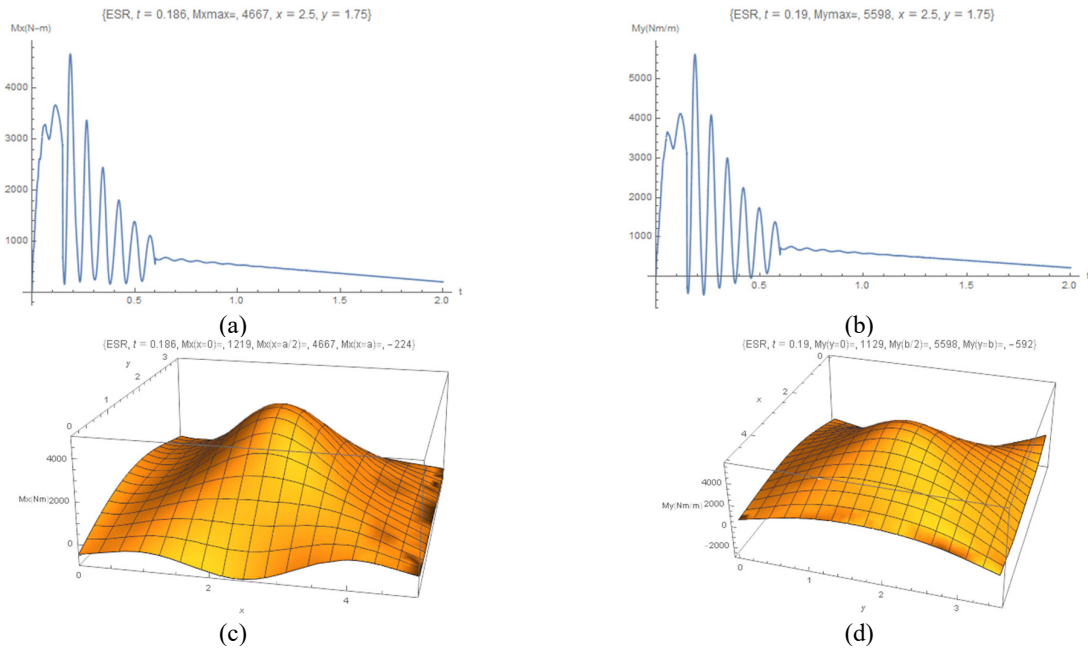 {ESR, t = 0.186, Mxmax=, 4667, x = 2.5, y = 1.75}
Mx(N-m)
4000
3000
2000
1000
0.5
1.0
1.5
2.0
t
(a)
{ESR, t = 0.19, Mymax=, 5598, x = 2.5, y = 1.75}
My(Nm/m)
5000
4000
3000
2000
1000
0.5
1.0
1.5
2.0
t
(b)
{ESR, t = 0.186, Mx(x=0)=, 1219, Mx(x=a/2)=, 4667, Mx(x=a)=, -224}
y
3
2
1
0
4000
Mx(Nm)
2000
0
0
2
4
x
(c)
{ESR, t = 0.19, My(y=0)=, 1129, My(b/2)=, 5598, My(y=b)=, -592}
0
x
2
4
4000
My(Nm/m)
2000
0
-2000
0
1
2
3
y
(d)